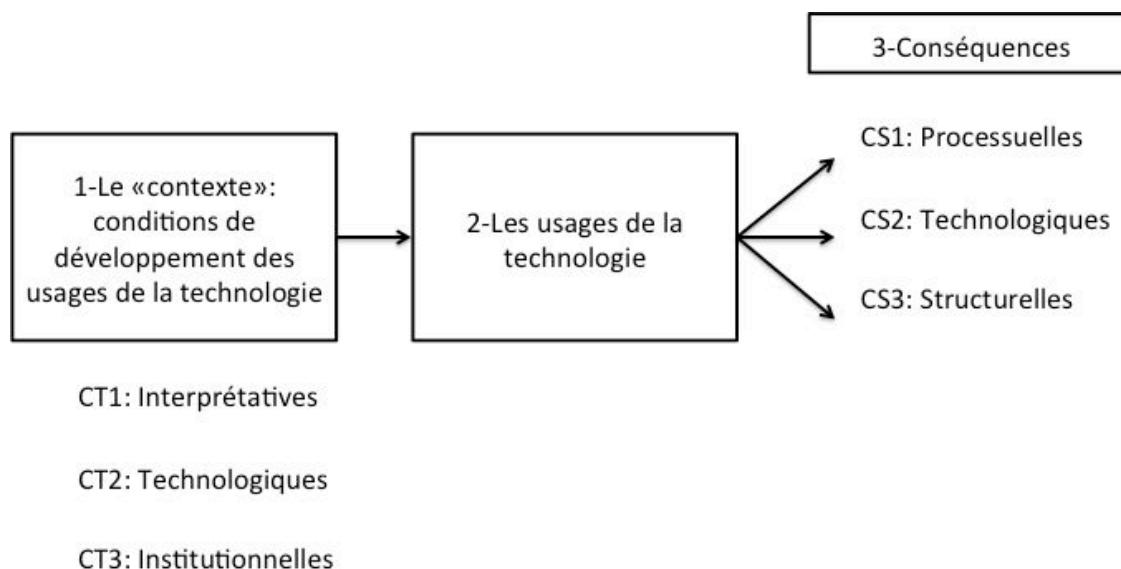 3-Conséquences
1-Le «contexte»:
conditions de
développement des
usages de la technologie
2-Les usages de la
technologie
CS1: Processuelles
CS2: Technologiques
CS3: Structurelles
CT1: Interprétatives
CT2: Technologiques
CT3: Institutionnelles